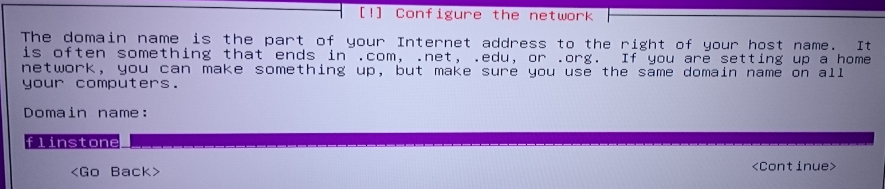 [!] Configure the network
The domain name is the part of your Internet address to the right of your host name.  It
is often something that ends in .com, .net, .edu, or .org.  If you are setting up a home
network, you can make something up, but make sure you use the same domain name on all
your computers.
Domain name:
flinstone
<Go Back> <Continue>